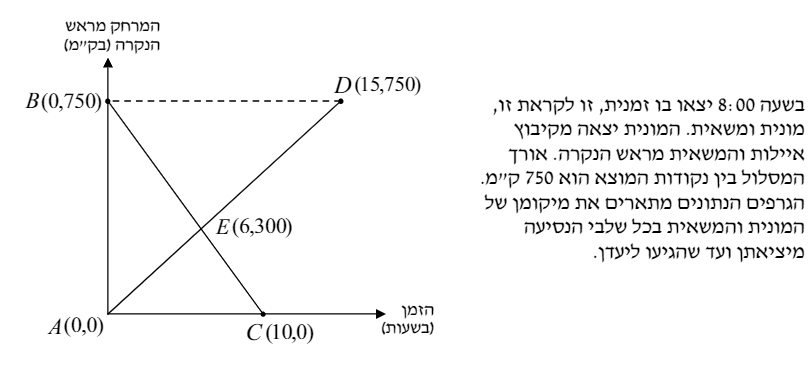 המרחק מראש
הנקרה (בק״מ)
D(15,750)
B(0,750)
E(6,300)
A(0,0)
C(10,0)
הזמן
(בשעות)
בשעה 8:00 יצאו בו זמנית, זו לקראת זו,
מונית ומשאית. המונית יצאה מקיבוץ
איילות והמשאית מראש הנקרה. אורך
המסלול בין נקודות המוצא הוא 750 ק״מ.
הגרפים הנתונים מתארים את מיקומן של
המונית והמשאית בכל שלבי הנסיעה
מיציאתן ועד שהגיעו ליעדן.